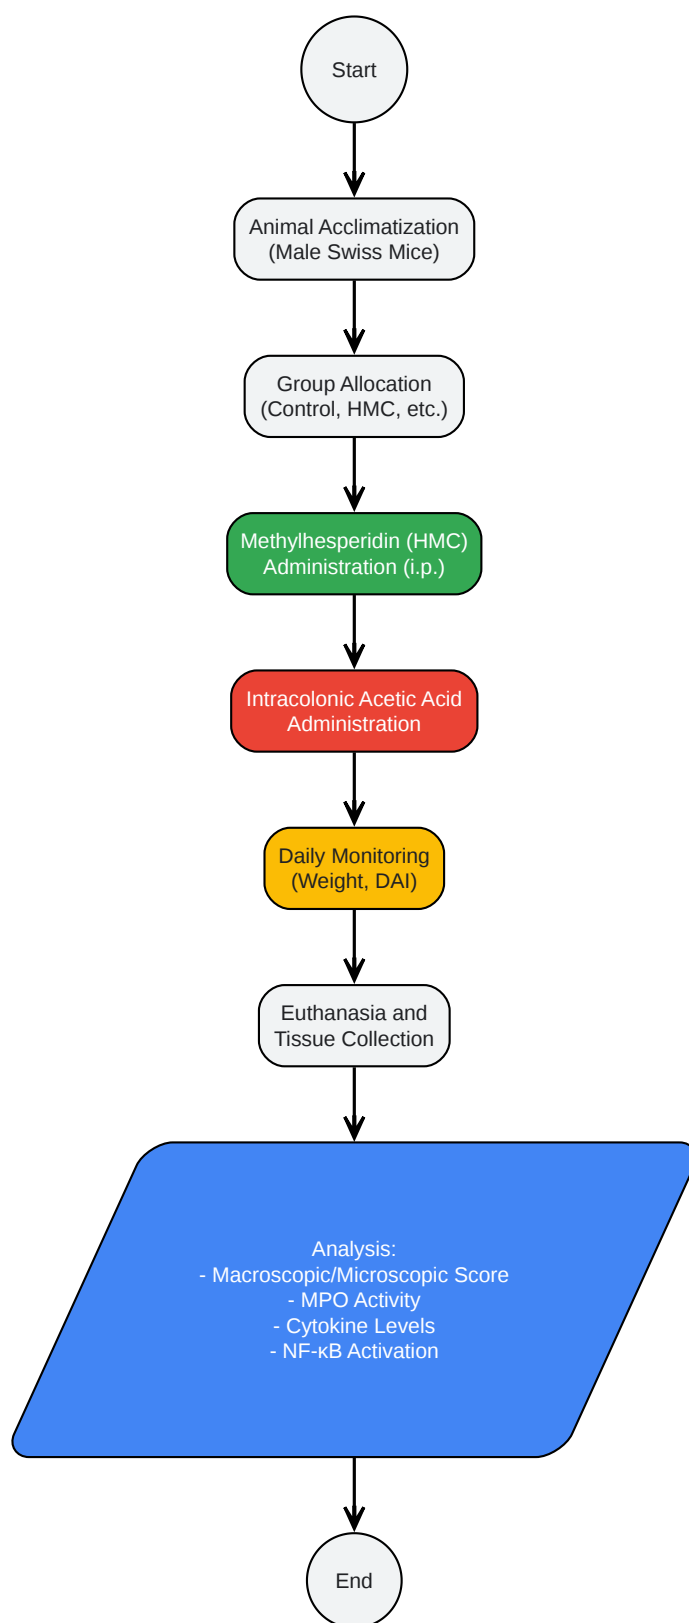 Start
Animal Acclimatization
(Male Swiss Mice)
Group Allocation
(Control, HMC, etc.)
Methylhesperidin (HMC)
Administration (i.p.)
Intracolonic Acetic Acid
Administration
Daily Monitoring
(Weight, DAI)
Euthanasia and
Tissue Collection
Analysis:
- Macroscopic/Microscopic Score
- MPO Activity
- Cytokine Levels
- NF-κB Activation
End